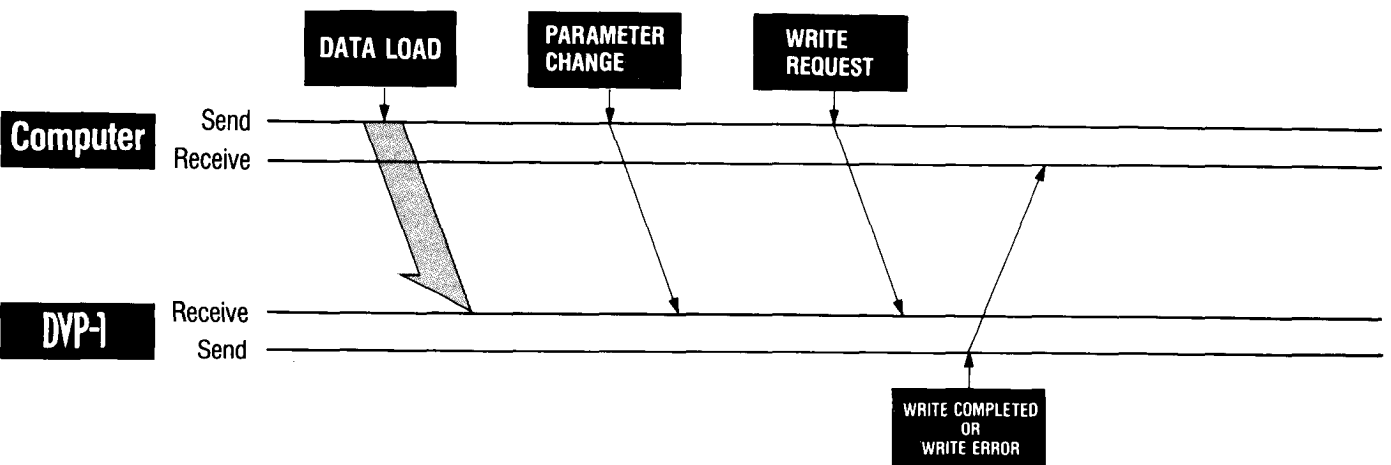 DATA LOAD
PARAMETER
CHANGE
WRITE
REQUEST
Computer
Send
Receive
DVP-1
Receive
Send
WRITE COMPLETED
OR
WRITE ERROR